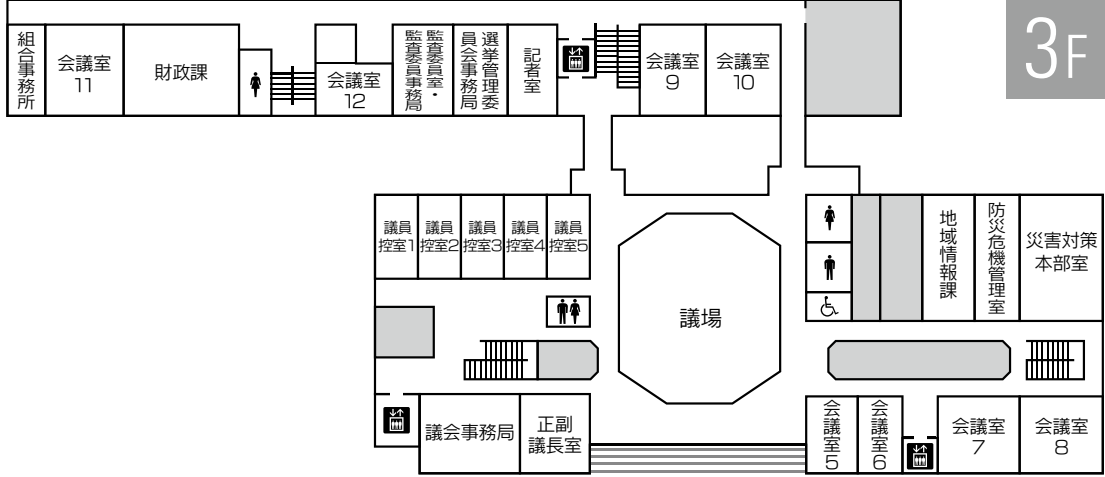 3F
組合事務所
会議室
11
財政課
会議室
12
監査委員室・
監査委員事務局
選挙管理委
員会事務局
記者室
会議室
9
会議室
10
議員
控室1
議員
控室2
議員
控室3
議員
控室4
議員
控室5
議場
地域情報課
防災危機管理室
災害対策
本部室
議会事務局
正副
議長室
会議室5
会議室6
会議室
7
会議室
8